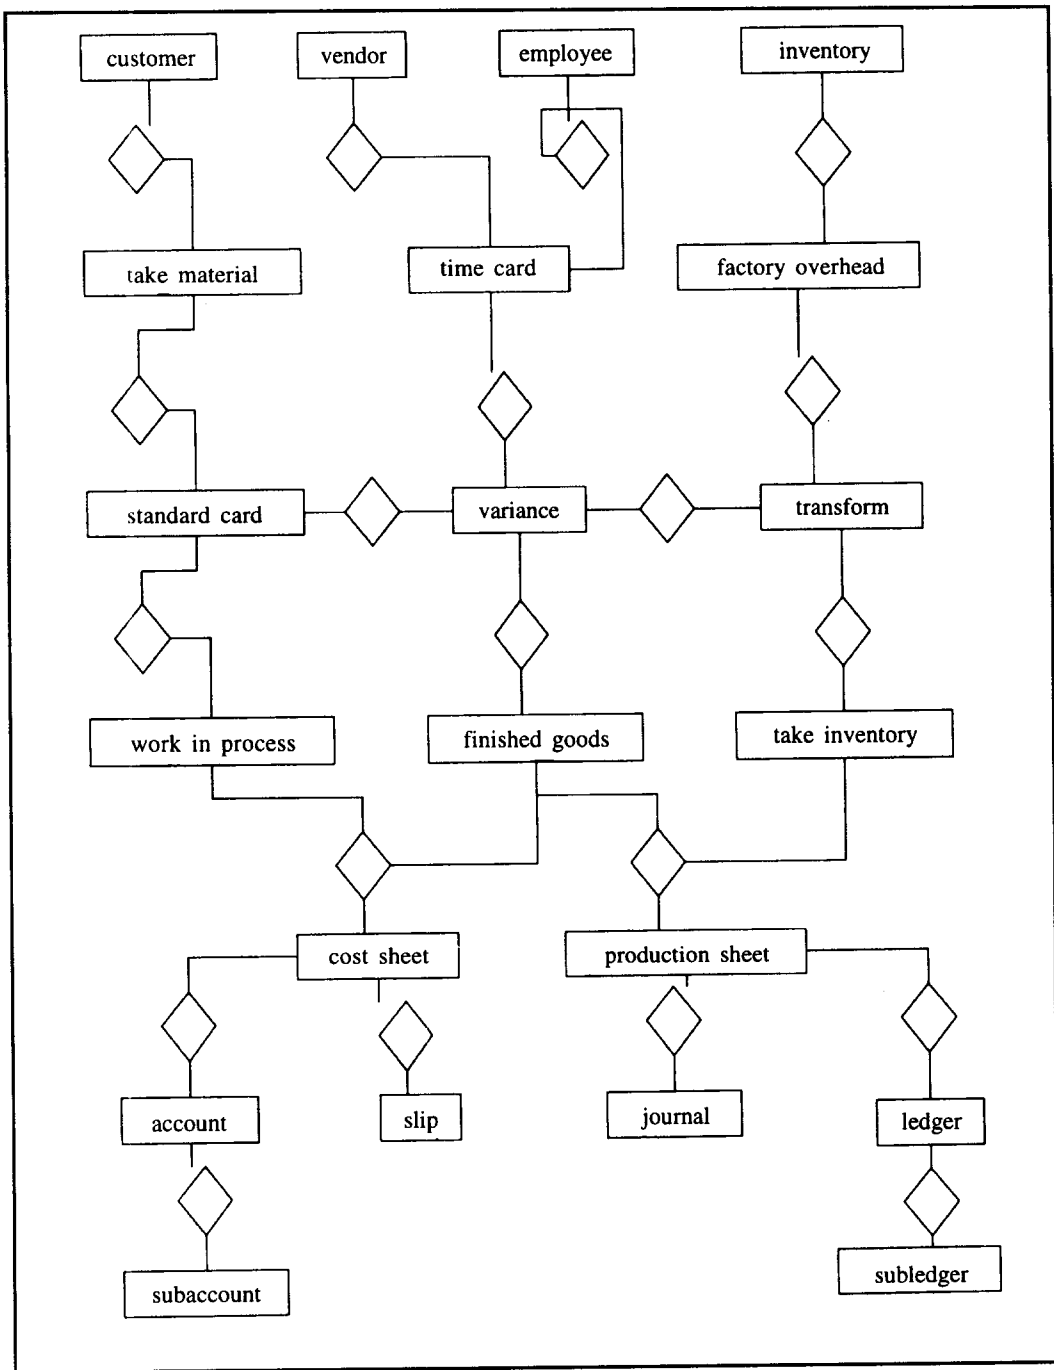 customer
vendor
employee
inventory
take material
time card
factory overhead
standard card
variance
transform
work in process
finished goods
take inventory
cost sheet
production sheet
account
slip
journal
ledger
subaccount
subledger